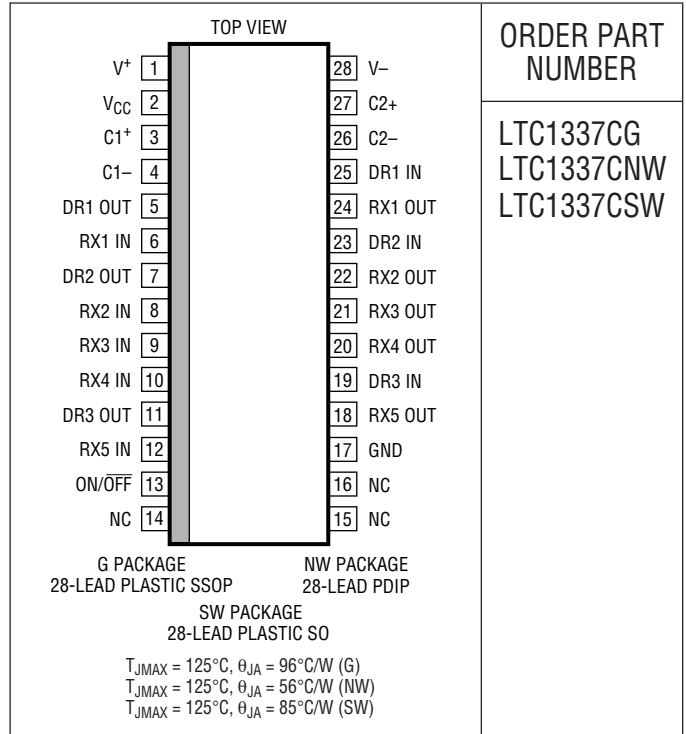 TOP VIEW
V+ 1
28 V–
VCC 2
27 C2+
C1+ 3
26 C2–
C1– 4
25 DR1 IN
DR1 OUT 5
24 RX1 OUT
RX1 IN 6
23 DR2 IN
DR2 OUT 7
22 RX2 OUT
RX2 IN 8
21 RX3 OUT
RX3 IN 9
20 RX4 OUT
RX4 IN 10
19 DR3 IN
DR3 OUT 11
18 RX5 OUT
RX5 IN 12
17 GND
ON/OFF 13
16 NC
NC 14
15 NC
G PACKAGE
28-LEAD PLASTIC SSOP
NW PACKAGE
28-LEAD PDIP
SW PACKAGE
28-LEAD PLASTIC SO
TJMAX = 125°C, θJA = 96°C/W (G)
TJMAX = 125°C, θJA = 56°C/W (NW)
TJMAX = 125°C, θJA = 85°C/W (SW)
ORDER PART
NUMBER
LTC1337CG
LTC1337CNW
LTC1337CSW